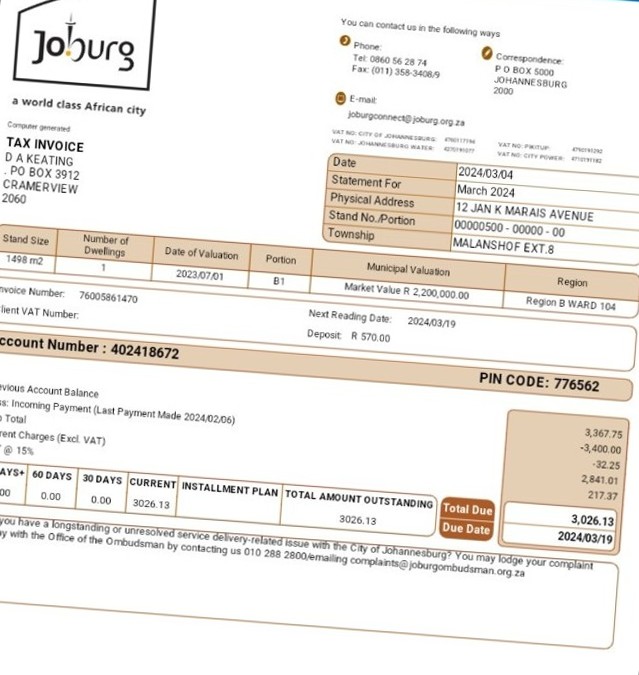 Joburg
a world class African city
You can contact us in the following ways
Phone:
Tel: 0860 56 28 74
Fax: (011) 358-3408/9
Correspondence:
P O BOX 5000
JOHANNESBURG
2000
E-mail:
joburgconnect@joburg.org.za
VAT NO: CITY OF JOHANNESBURG:
VAT NO: PIKITUP:
VAT NO: JOHANNESBURG WATER:
VAT NO: CITY POWER:
Computer generated
TAX INVOICE
D A KEATING
. PO BOX 3912
CRAMERVIEW
2060
Date 2024/03/04
Statement For March 2024
Physical Address 12 JAN K MARAIS AVENUE
Stand No./Portion 00000500 - 00000 - 00
Township MALANSHOF EXT.8
Stand Size Number of Dwellings Date of Valuation Portion Municipal Valuation Region
1498 m2 1 2023/07/01 B1 Market Value R 2,200,000.00 Region B WARD 104
nvoice Number: 76005861470
Next Reading Date: 2024/03/19
lient VAT Number:
Deposit: R 570.00
ccount Number : 402418672
PIN CODE: 776562
evious Account Balance 3,367.75
s: Incoming Payment (Last Payment Made 2024/02/06) -3,400.00
Total -32.25
rent Charges (Excl. VAT) 2,841.01
@ 15% 217.37
AYS+ 60 DAYS 30 DAYS CURRENT INSTALLMENT PLAN TOTAL AMOUNT OUTSTANDING
00 0.00 0.00 3026.13 3026.13
Total Due 3,026.13
Due Date 2024/03/19
you have a longstanding or unresolved service delivery-related issue with the City of Johannesburg? You may lodge your complaint
y with the Office of the Ombudsman by contacting us 010 288 2800/emailing complaints@joburgombudsman.org.za